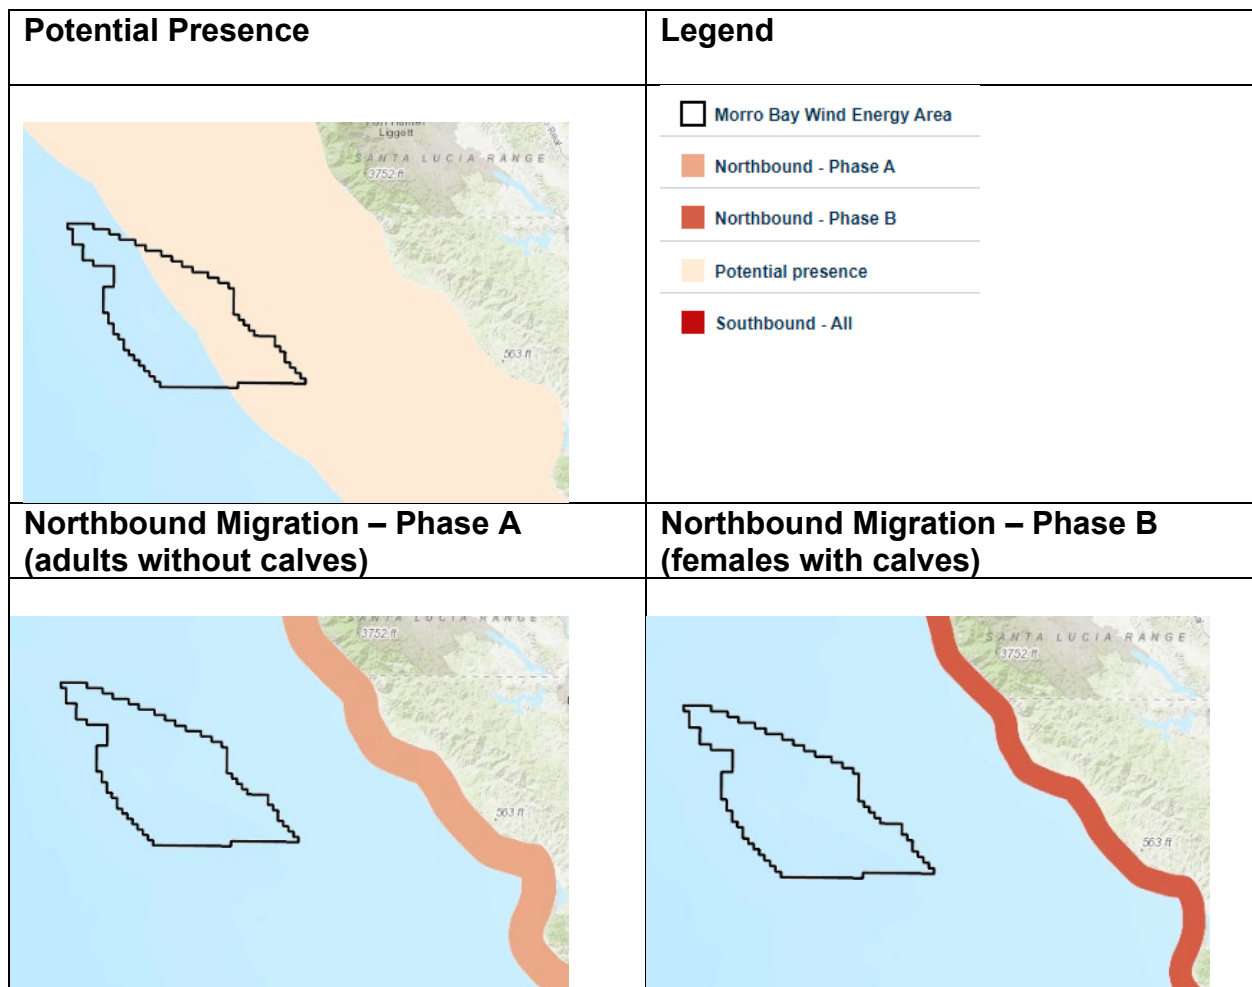 Potential Presence
Legend
Liggett
SANTA LUCIA RANGE
3752 ft
563 ft
Morro Bay Wind Energy Area
Northbound - Phase A
Northbound - Phase B
Potential presence
Southbound - All
Northbound Migration – Phase A
(adults without calves)
Northbound Migration – Phase B
(females with calves)
SANTA LUCIA RANGE
3752 ft
563 ft
SANTA LUCIA RANGE
3752 ft
563 ft